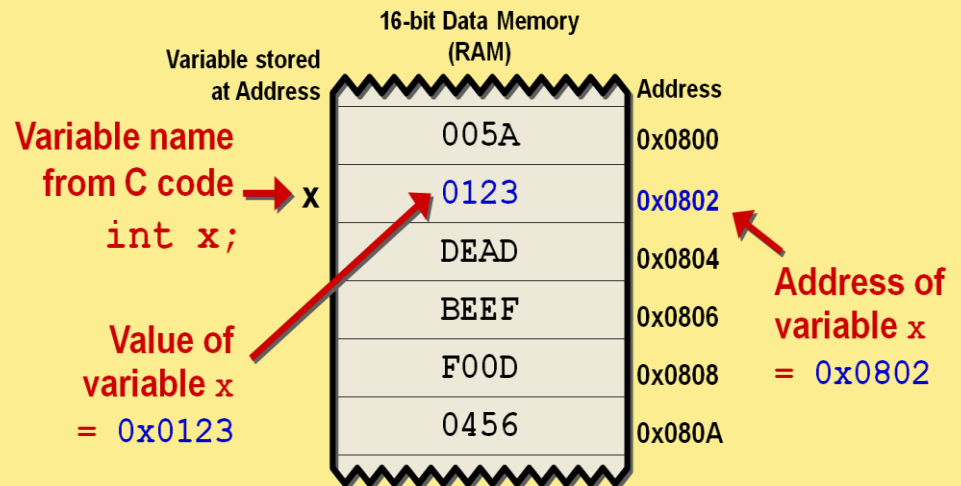 16-bit Data Memory
(RAM)
Variable stored
at Address
Address
Variable name
from C code
int x;
x
005A
0x0800
0123
0x0802
DEAD
0x0804
BEEF
0x0806
F00D
0x0808
0456
0x080A
Value of
variable x
= 0x0123
Address of
variable x
= 0x0802